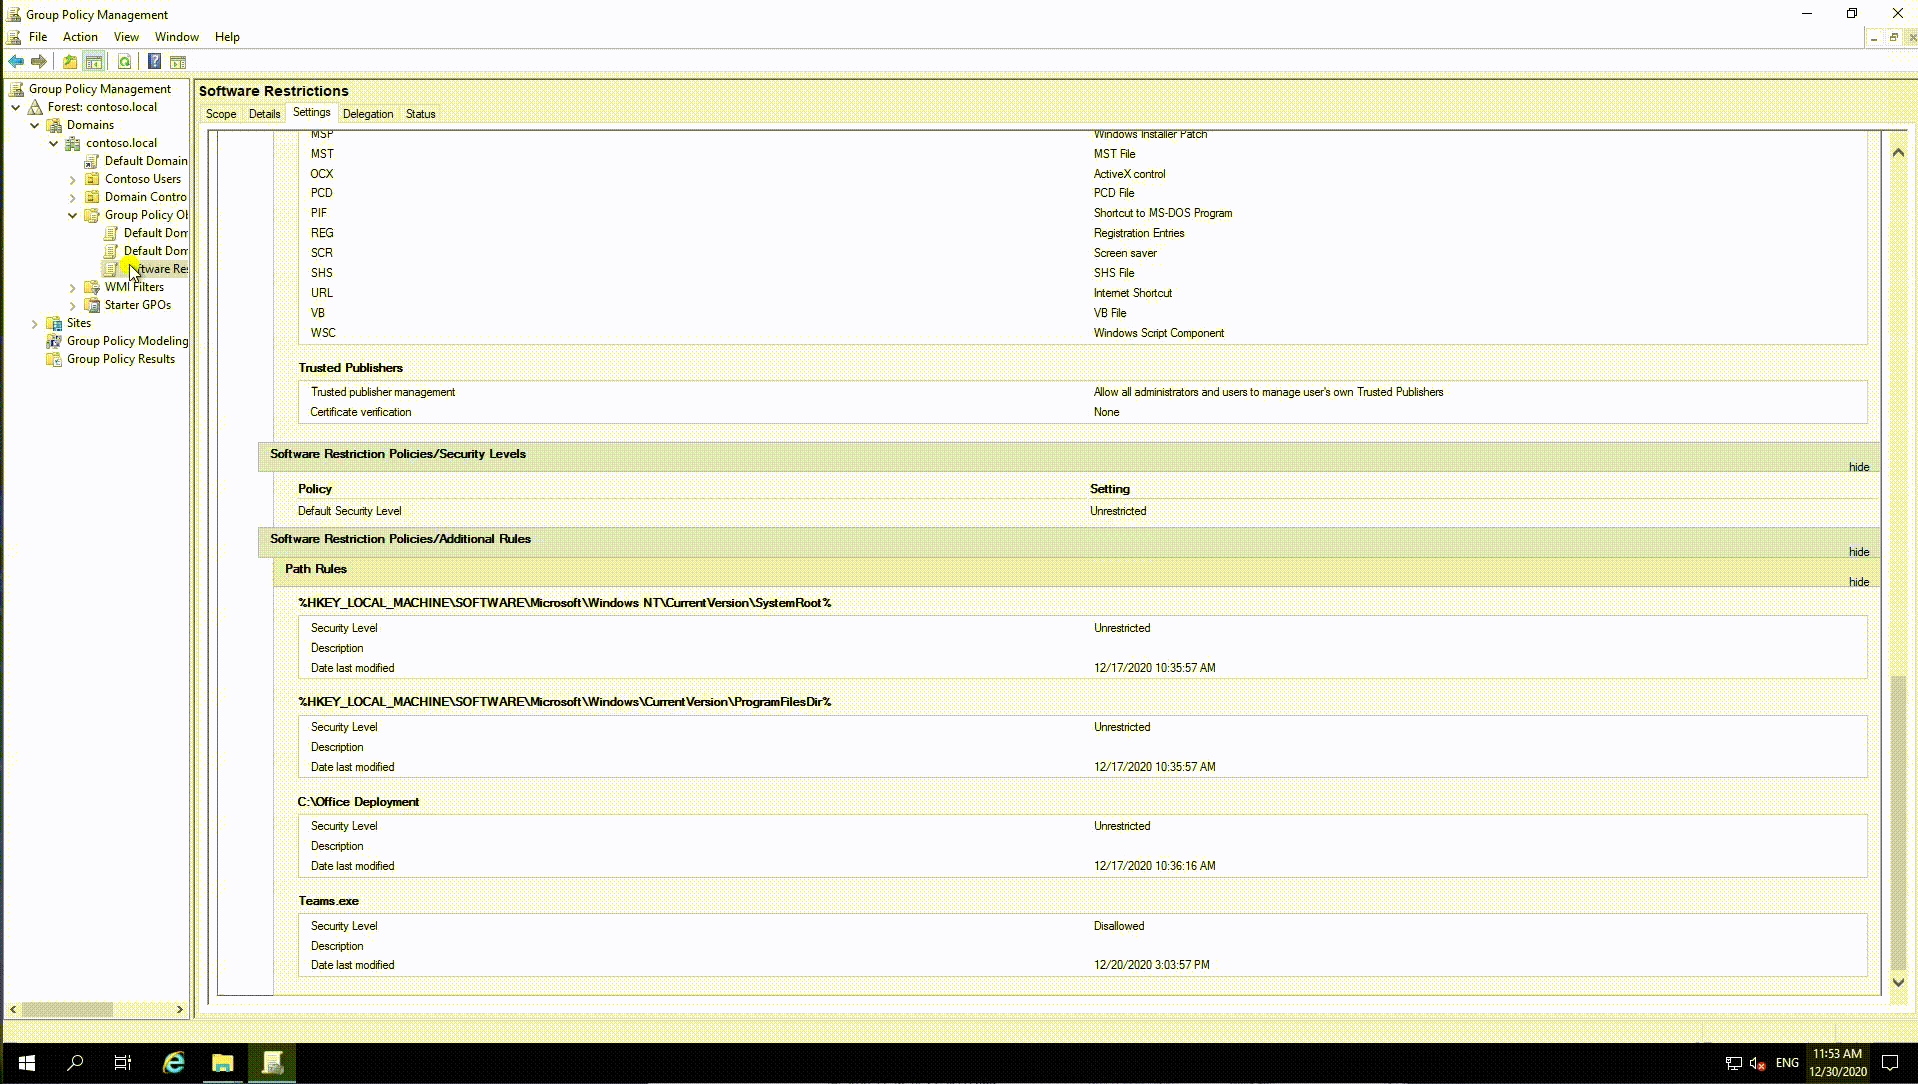 Group Policy Management
File Action View Window Help
Group Policy Management
Forest: contoso.local
Domains
contoso.local
Default Domain
Contoso Users
Domain Contro
Group Policy Ob
Default Dom
Default Dom
ftware Res
WMI Filters
Starter GPOs
Sites
Group Policy Modeling
Group Policy Results
Software Restrictions
Scope Details Settings Delegation Status
MSP Windows Installer Patch
MST MST File
OCX ActiveX control
PCD PCD File
PIF Shortcut to MS-DOS Program
REG Registration Entries
SCR Screen saver
SHS SHS File
URL Internet Shortcut
VB VB File
WSC Windows Script Component
Trusted Publishers
Trusted publisher management Allow all administrators and users to manage user's own Trusted Publishers
Certificate verification None
Software Restriction Policies/Security Levels
hide
Policy Setting
Default Security Level Unrestricted
Software Restriction Policies/Additional Rules
hide
Path Rules
hide
%HKEY_LOCAL_MACHINE\SOFTWARE\Microsoft\Windows NT\CurrentVersion\SystemRoot%
Security Level Unrestricted
Description
Date last modified 12/17/2020 10:35:57 AM
%HKEY_LOCAL_MACHINE\SOFTWARE\Microsoft\Windows\CurrentVersion\ProgramFilesDir%
Security Level Unrestricted
Description
Date last modified 12/17/2020 10:35:57 AM
C:\Office Deployment
Security Level Unrestricted
Description
Date last modified 12/17/2020 10:36:16 AM
Teams.exe
Security Level Disallowed
Description
Date last modified 12/20/2020 3:03:57 PM
ENG
11:53 AM
12/30/2020